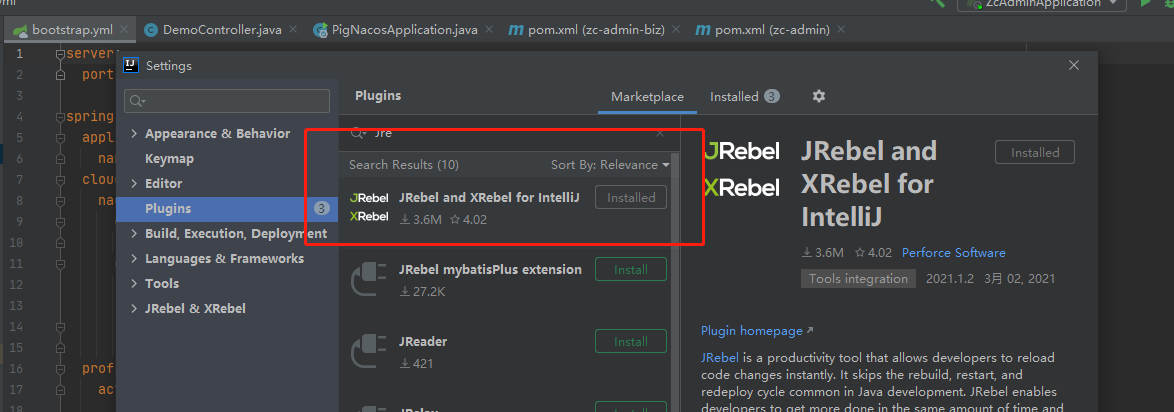 yml
ZcAdminApplication
bootstrap.yml DemoController.java PigNacosApplication.java pom.xml (zc-admin-biz) pom.xml (zc-admin)
1 server:
2 port
3
4 spring
5 appl
6 nam
7 clou
8 na
9
10
11
12
13
14
15
16 prof
17 ac
18
Settings
Appearance & Behavior
Keymap
Editor
Plugins 3
Build, Execution, Deployment
Languages & Frameworks
Tools
JRebel & XRebel
Plugins Marketplace Installed 3
Jre
Search Results (10) Sort By: Relevance
JRebel
XRebel
JRebel and XRebel for IntelliJ Installed
3.6M 4.02
JRebel mybatisPlus extension Install
27.2K
JReader Install
421
JRelay
JRebel
XRebel
JRebel and
XRebel for
IntelliJ
Installed
3.6M 4.02 Perforce Software
Tools integration 2021.1.2 3月 02, 2021
Plugin homepage
JRebel is a productivity tool that allows developers to reload
code changes instantly. It skips the rebuild, restart, and
redeploy cycle common in Java development. JRebel enables
developers to get more done in the same amount of time and